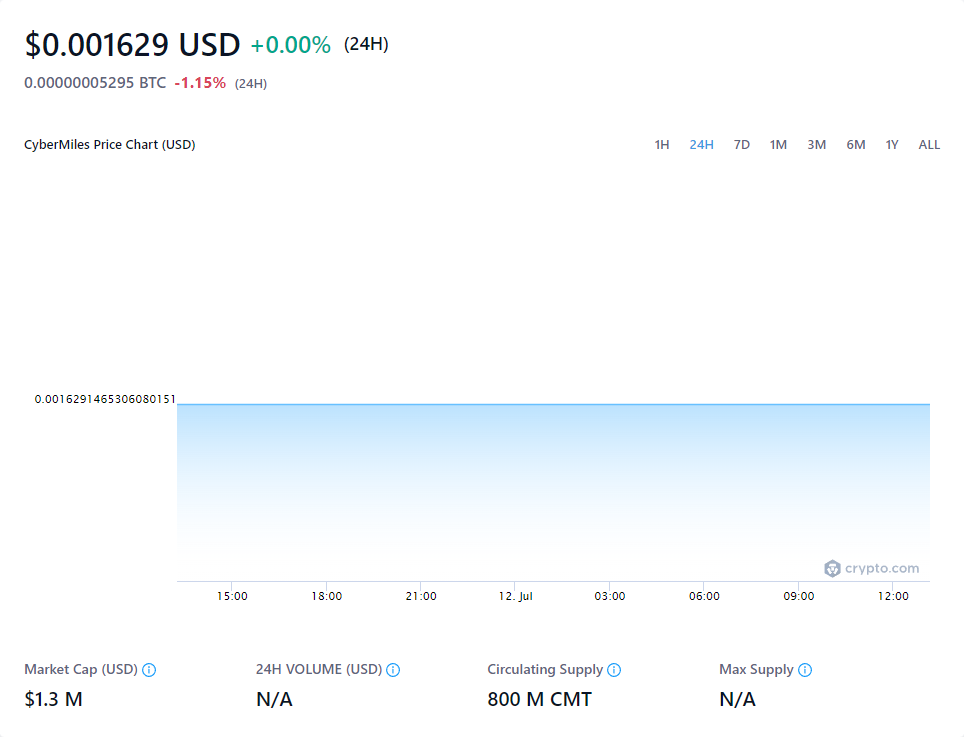 $0.001629 USD +0.00% (24H)
0.00000005295 BTC -1.15% (24H)
CyberMiles Price Chart (USD) 1H 24H 7D 1M 3M 6M 1Y ALL
0.0016291465306080151
crypto.com
15:00 18:00 21:00 12. Jul 03:00 06:00 09:00 12:00
Market Cap (USD) 24H VOLUME (USD) Circulating Supply Max Supply
$1.3 M N/A 800 M CMT N/A